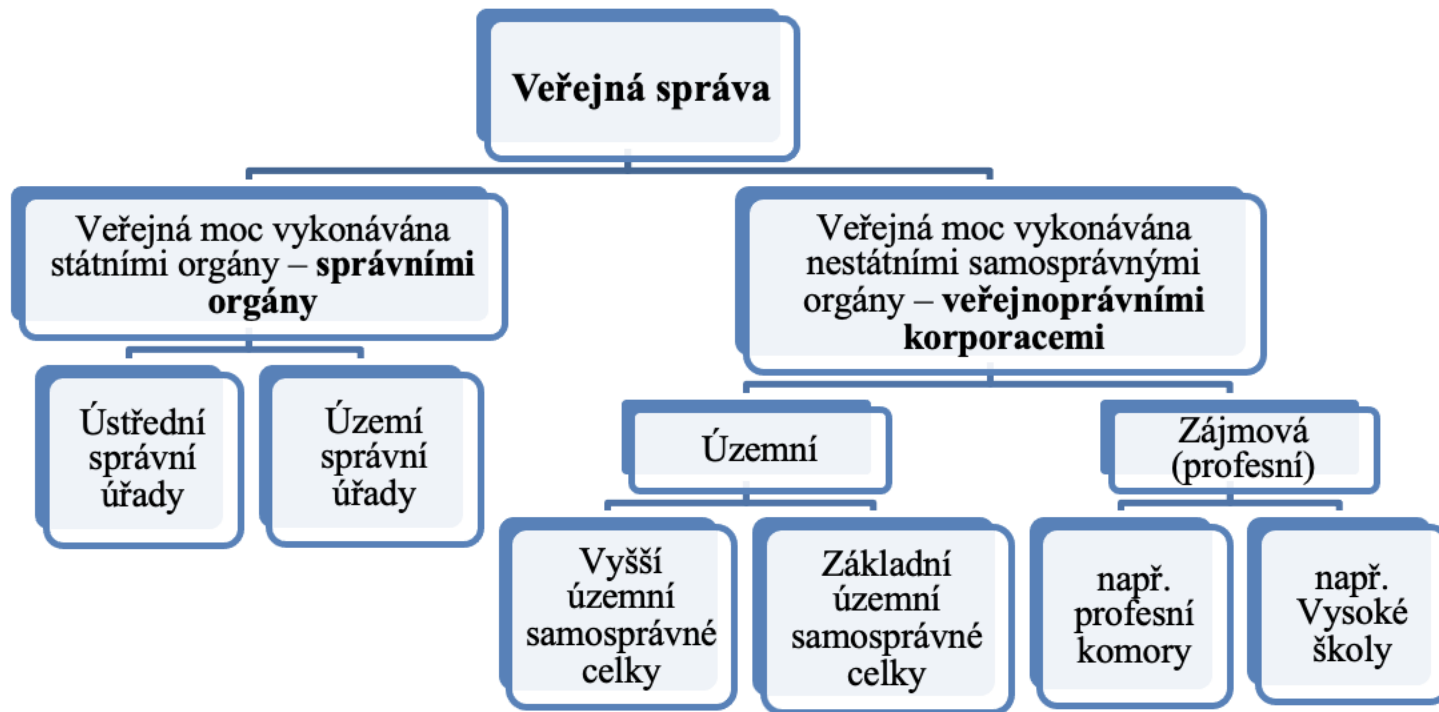 Veřejná správa
Veřejná moc vykonávána
státními orgány – správními
orgány
Veřejná moc vykonávána
nestátními samosprávnými
orgány – veřejnoprávními
korporacemi
Ústřední
správní
úřady
Území
správní
úřady
Územní
Zájmová
(profesní)
Vyšší
územní
samosprávné
celky
Základní
územní
samosprávné
celky
např.
profesní
komory
např.
Vysoké
školy